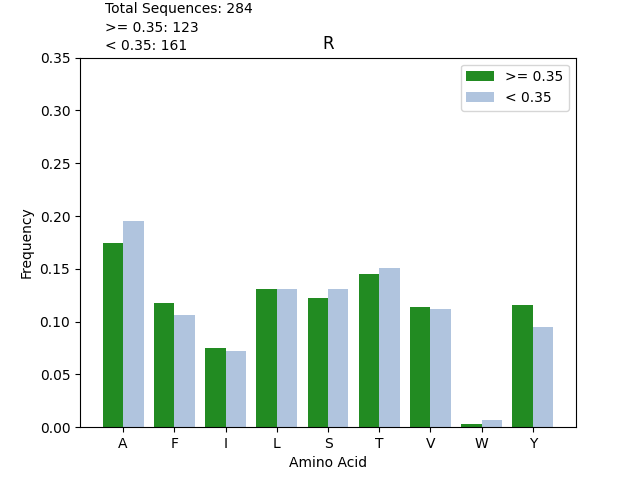 Total Sequences: 284
>= 0.35: 123
< 0.35: 161
R
>= 0.35
< 0.35
0.35
0.30
0.25
0.20
0.15
0.10
0.05
0.00
Frequency
A F I L S T V W Y
Amino Acid